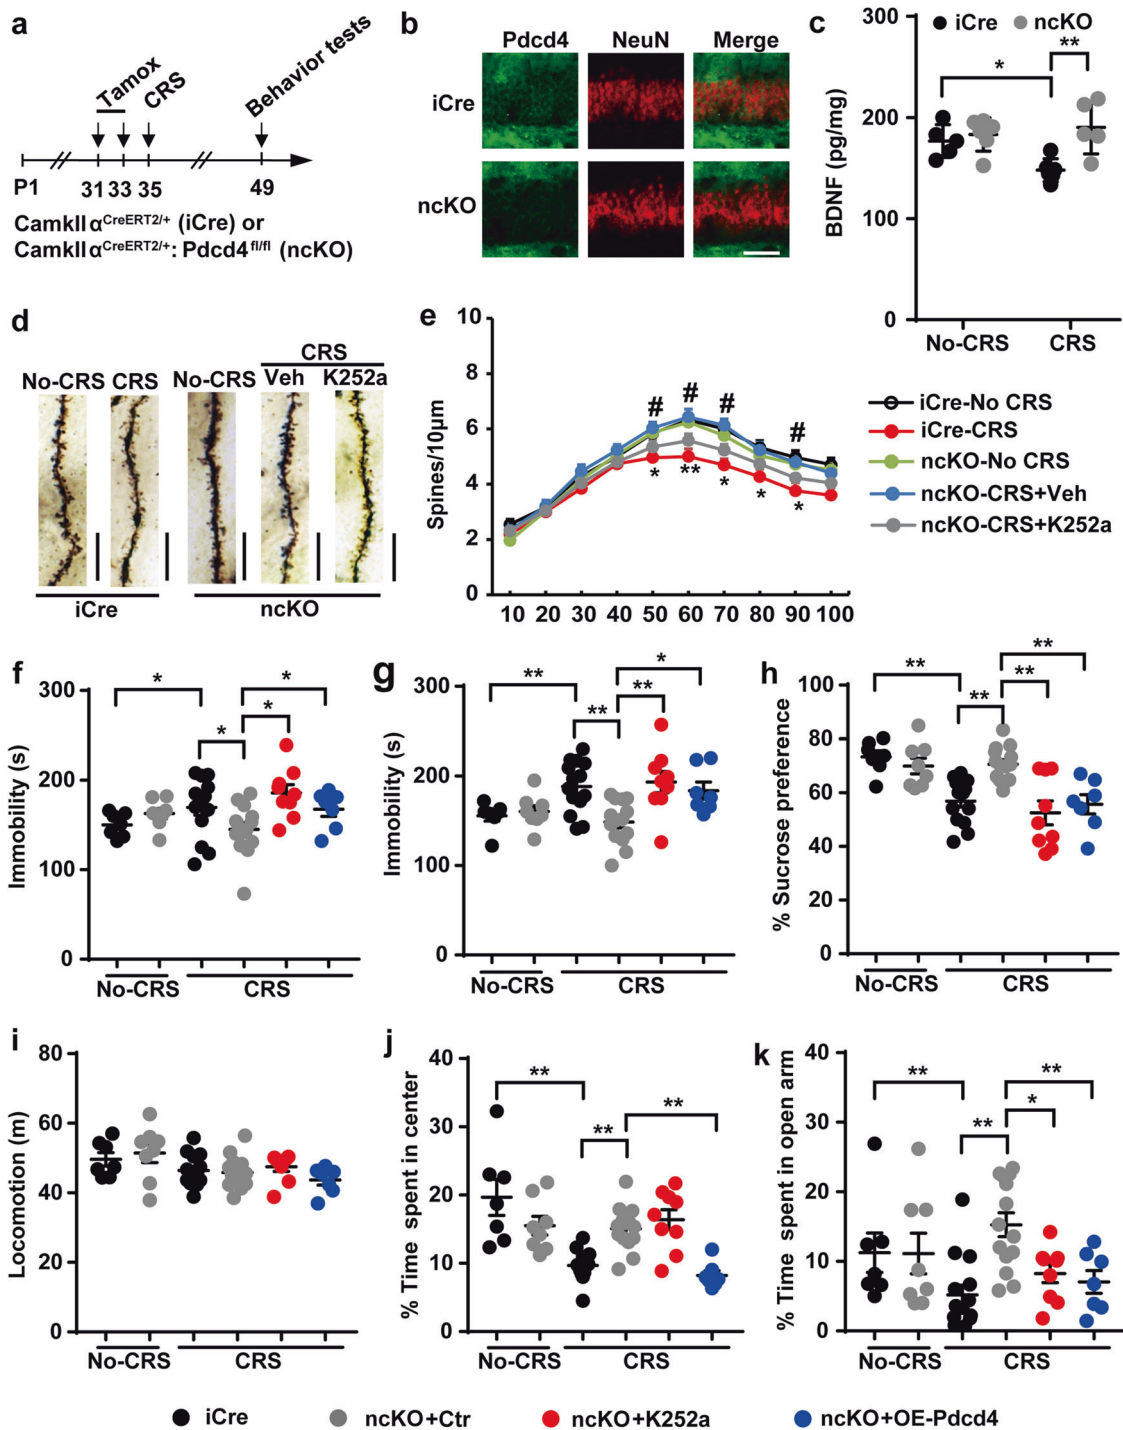 a
Tamox
CRS
Behavior tests
P1
31
33
35
49
CamkII α^CreERT2/+ (iCre) or
CamkII α^CreERT2/+: Pdcd4^fl/fl (ncKO)
b
Pdcd4
NeuN
Merge
iCre
ncKO
c
iCre
ncKO
BDNF (pg/mg)
300
200
100
0
*
**
No-CRS
CRS
d
CRS
No-CRS
CRS
No-CRS
Veh
K252a
iCre
ncKO
e
Spines/10μm
10
8
6
4
2
0
# # # #
* ** * * *
10 20 30 40 50 60 70 80 90 100
iCre-No CRS
iCre-CRS
ncKO-No CRS
ncKO-CRS+Veh
ncKO-CRS+K252a
f
Immobility (s)
300
200
100
0
* * * *
No-CRS
CRS
g
Immobility (s)
300
200
100
0
** ** ** *
No-CRS
CRS
h
% Sucrose preference
100
80
60
40
20
0
** ** ** **
No-CRS
CRS
i
Locomotion (m)
80
60
40
20
0
No-CRS
CRS
j
% Time spent in center
40
30
20
10
0
** ** **
No-CRS
CRS
k
% Time spent in open arm
40
30
20
10
0
** ** * **
No-CRS
CRS
iCre
ncKO+Ctr
ncKO+K252a
ncKO+OE-Pdcd4